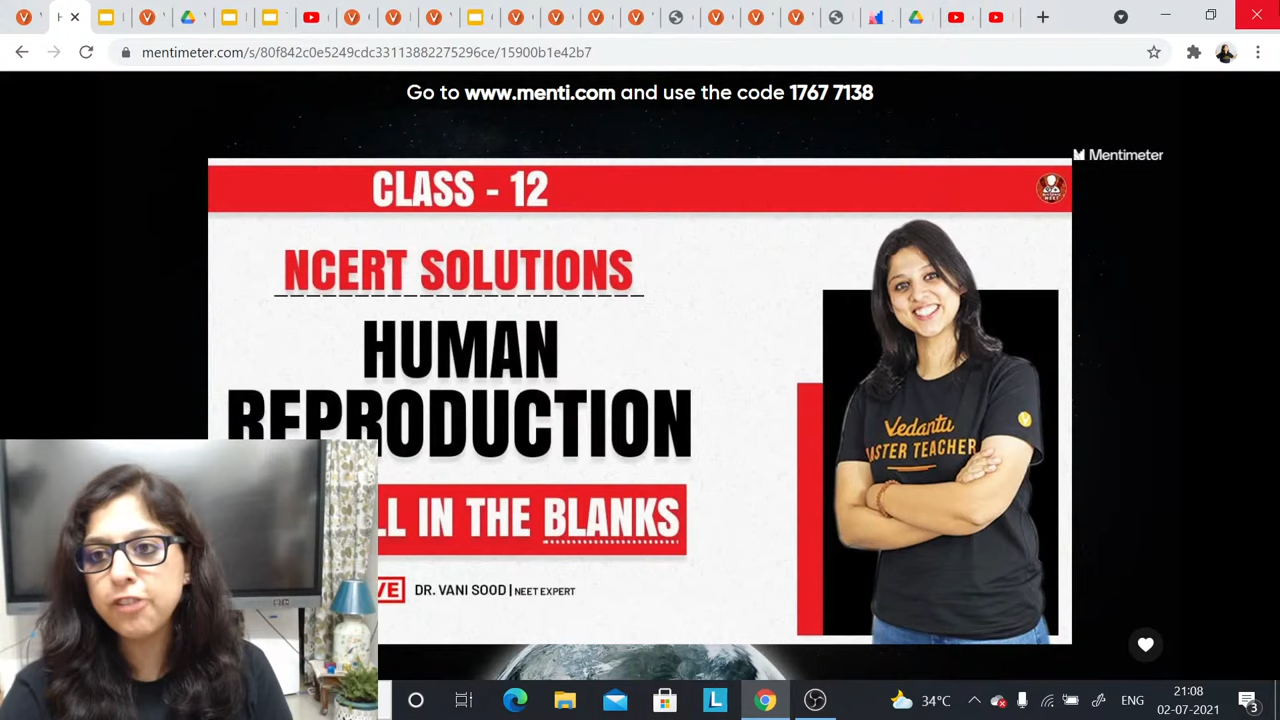 mentimeter.com/s/80f842c0e5249cdc33113882275296ce/15900b1e42b7
Go to www.menti.com and use the code 1767 7138
Mentimeter
CLASS - 12
NCERT SOLUTIONS
HUMAN
REPRODUCTION
LL IN THE BLANKS
VE DR. VANI SOOD | NEET EXPERT
Vedantu
ASTER TEACHER
34°C
ENG
21:08
02-07-2021
3